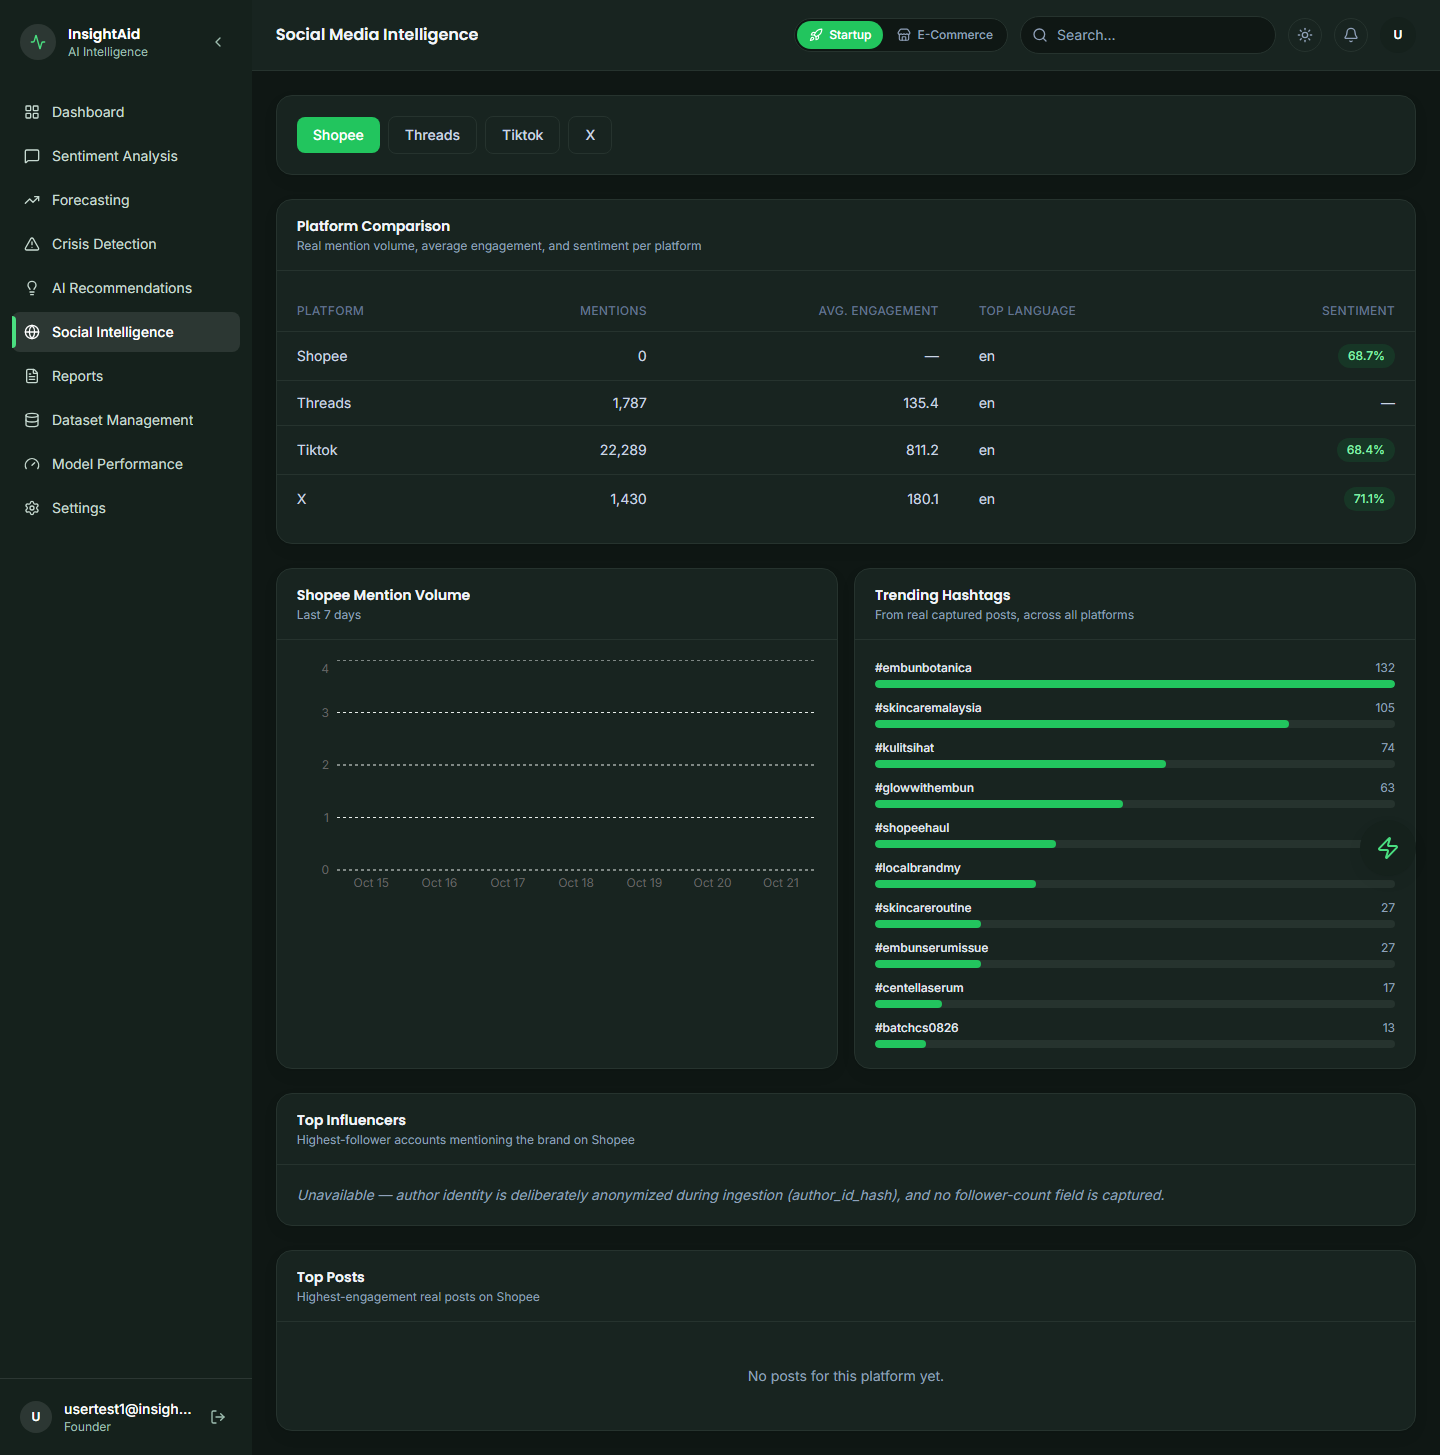 InsightAid
AI Intelligence
Dashboard
Sentiment Analysis
Forecasting
Crisis Detection
AI Recommendations
Social Intelligence
Reports
Dataset Management
Model Performance
Settings
U
usertest1@insigh...
Founder
Social Media Intelligence
Startup
E-Commerce
Search...
U
Shopee Threads Tiktok X
Platform Comparison
Real mention volume, average engagement, and sentiment per platform
PLATFORM MENTIONS AVG. ENGAGEMENT TOP LANGUAGE SENTIMENT
Shopee 0 — en 68.7%
Threads 1,787 135.4 en —
Tiktok 22,289 811.2 en 68.4%
X 1,430 180.1 en 71.1%
Shopee Mention Volume
Last 7 days
4
3
2
1
0
Oct 15 Oct 16 Oct 17 Oct 18 Oct 19 Oct 20 Oct 21
Trending Hashtags
From real captured posts, across all platforms
#embunbotanica 132
#skincaremalaysia 105
#kulitsihat 74
#glowwithembun 63
#shopeehaul
#localbrandmy
#skincareroutine 27
#embunserumissue 27
#centellaserum 17
#batchcs0826 13
Top Influencers
Highest-follower accounts mentioning the brand on Shopee
Unavailable — author identity is deliberately anonymized during ingestion (author_id_hash), and no follower-count field is captured.
Top Posts
Highest-engagement real posts on Shopee
No posts for this platform yet.